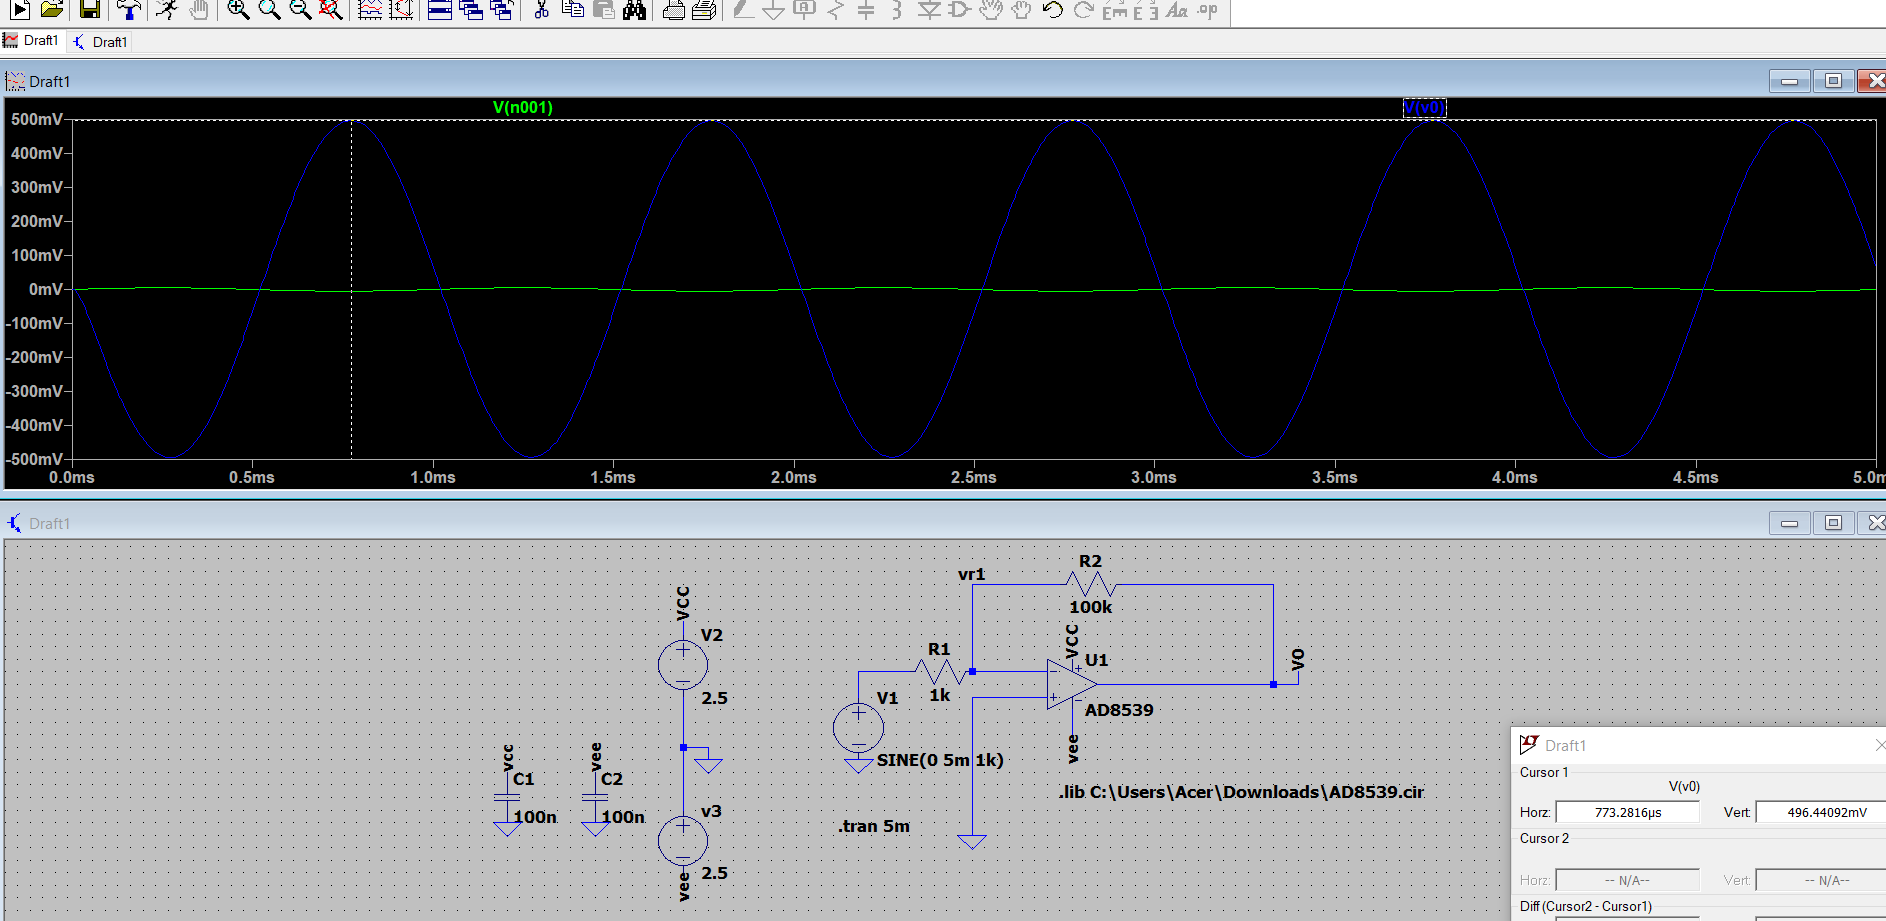 Aa .op
Draft1 Draft1
Draft1
V(n001) V(v0)
500mV
400mV
300mV
200mV
100mV
0mV
-100mV
-200mV
-300mV
-400mV
-500mV
0.0ms 0.5ms 1.0ms 1.5ms 2.0ms 2.5ms 3.0ms 3.5ms 4.0ms 4.5ms 5.0m
Draft1
R2
vr1
100k
VCC
V2
2.5
R1
1k
VCC
U1
AD8539
V1
SINE(0 5m 1k)
vee
VO
vcc
C1
100n
vee
C2
100n
v3
2.5
vee
.lib C:\Users\Acer\Downloads\AD8539.cir
.tran 5m
Draft1
Cursor 1
V(v0)
Horz: 773.2816µs Vert: 496.44092mV
Cursor 2
Horz: -- N/A-- Vert: -- N/A--
Diff (Cursor2 - Cursor1)